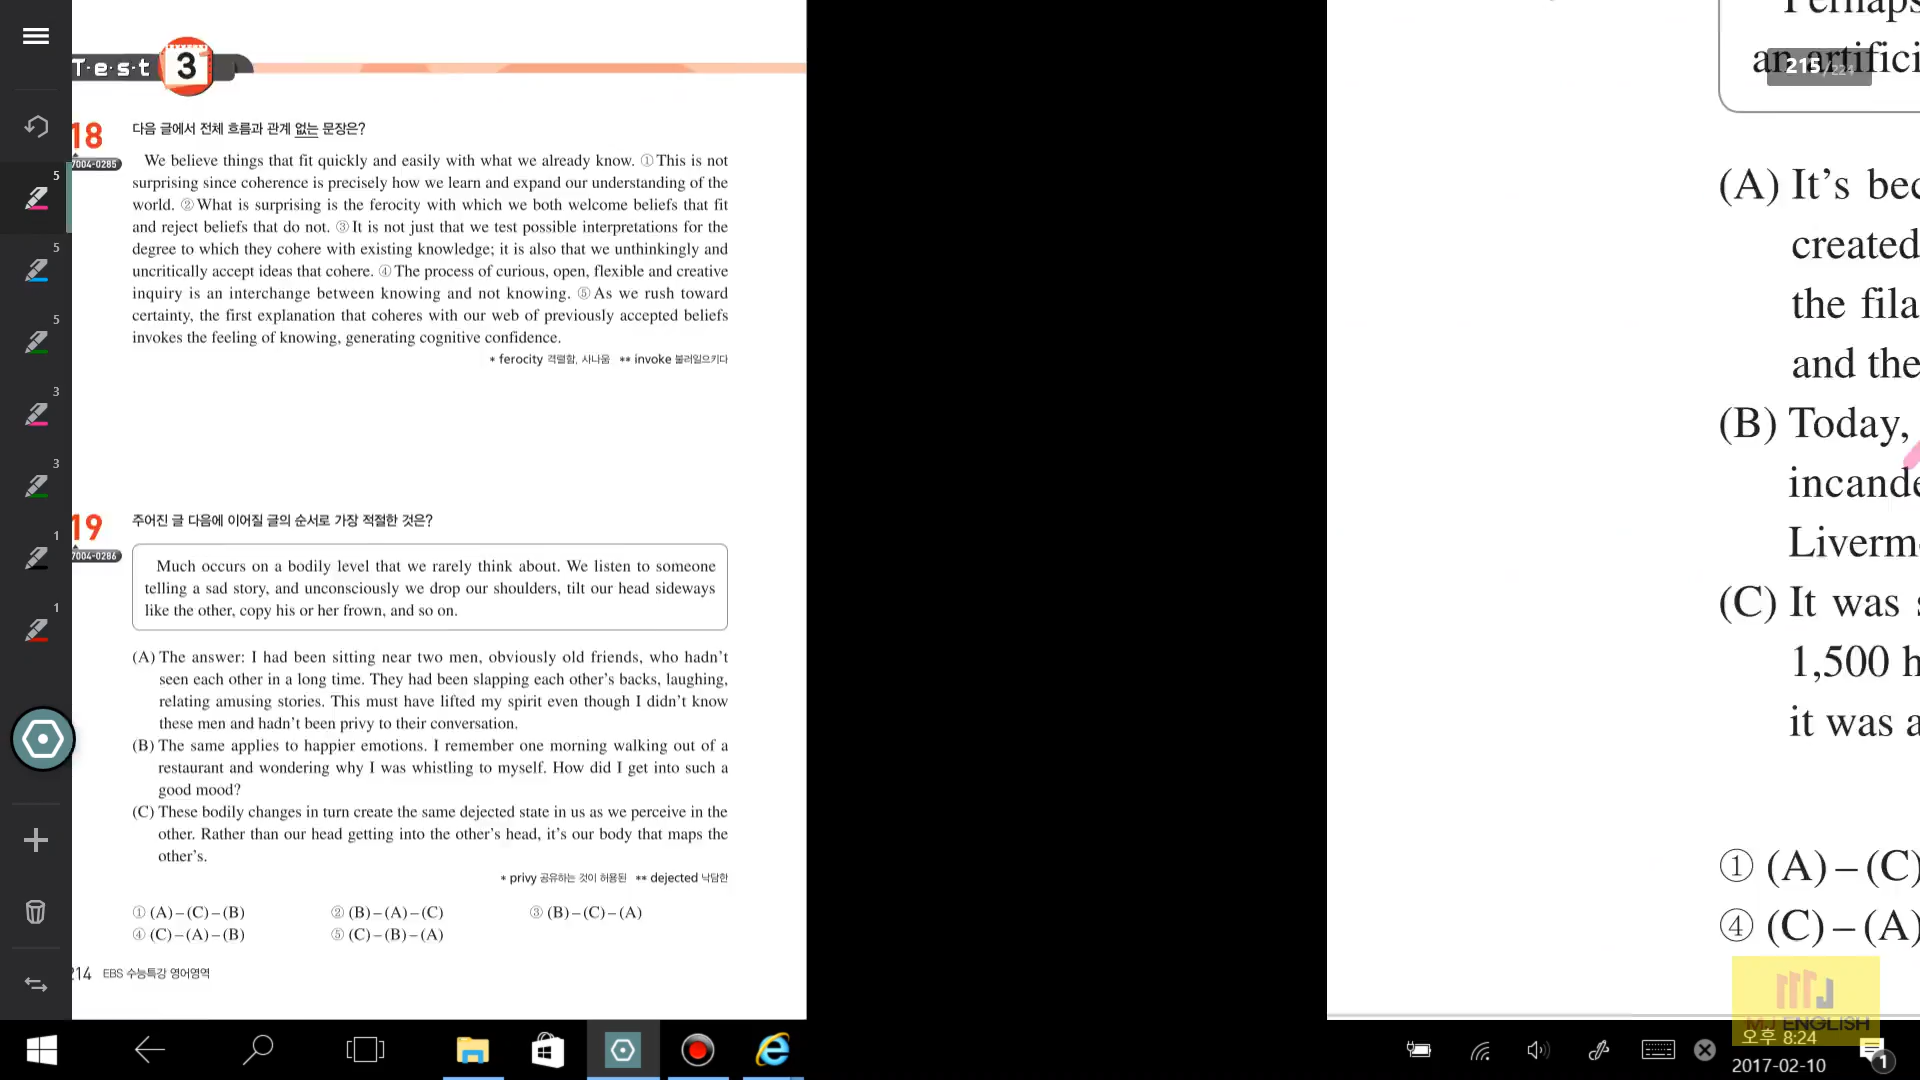 T·e·s·t 3
18
7004-0285
다음 글에서 전체 흐름과 관계 없는 문장은?
We believe things that fit quickly and easily with what we already know. ①This is not
surprising since coherence is precisely how we learn and expand our understanding of the
world. ②What is surprising is the ferocity with which we both welcome beliefs that fit
and reject beliefs that do not. ③It is not just that we test possible interpretations for the
degree to which they cohere with existing knowledge; it is also that we unthinkingly and
uncritically accept ideas that cohere. ④The process of curious, open, flexible and creative
inquiry is an interchange between knowing and not knowing. ⑤As we rush toward
certainty, the first explanation that coheres with our web of previously accepted beliefs
invokes the feeling of knowing, generating cognitive confidence.
* ferocity 격렬함, 사나움 ** invoke 불러일으키다
19
7004-0286
주어진 글 다음에 이어질 글의 순서로 가장 적절한 것은?
Much occurs on a bodily level that we rarely think about. We listen to someone
telling a sad story, and unconsciously we drop our shoulders, tilt our head sideways
like the other, copy his or her frown, and so on.
(A) The answer: I had been sitting near two men, obviously old friends, who hadn't
seen each other in a long time. They had been slapping each other's backs, laughing,
relating amusing stories. This must have lifted my spirit even though I didn't know
these men and hadn't been privy to their conversation.
(B) The same applies to happier emotions. I remember one morning walking out of a
restaurant and wondering why I was whistling to myself. How did I get into such a
good mood?
(C) These bodily changes in turn create the same dejected state in us as we perceive in the
other. Rather than our head getting into the other's head, it's our body that maps the
other's.
* privy 공유하는 것이 허용된 ** dejected 낙담한
① (A)–(C)–(B) ② (B)–(A)–(C) ③ (B)–(C)–(A)
④ (C)–(A)–(B) ⑤ (C)–(B)–(A)
214 EBS 수능특강 영어영역
5
5
5
3
3
1
1
an artifici
215/224
(A) It's bec
created
the fila
and the
(B) Today,
incande
Liverm
(C) It was s
1,500 h
it was a
① (A)–(C)
④ (C)–(A)
MJ ENGLISH
오후 8:24
2017-02-10
1